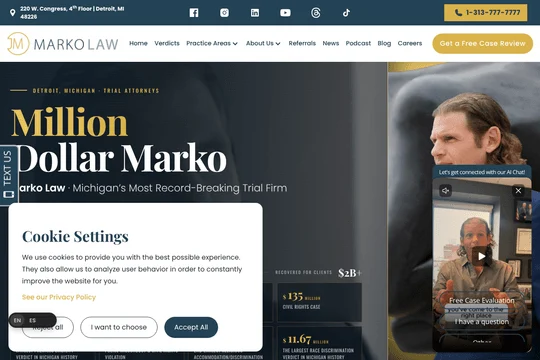 220 W. Congress, 4th Floor | Detroit, MI
48226
1-313-777-7777
MARKO LAW
Home Verdicts Practice Areas About Us Referrals News Podcast Blog Careers
Get a Free Case Review
DETROIT, MICHIGAN · TRIAL ATTORNEYS
Million
Dollar Marko
Marko Law · Michigan's Most Record-Breaking Trial Firm
TEXT US
Let's get connected with our AI Chat!
RECOVERED FOR CLIENTS $2B+
$135 MILLION
CIVIL RIGHTS CASE
$11.67 MILLION
THE LARGEST RACE DISCRIMINATION
VERDICT IN MICHIGAN HISTORY
VERDICT IN MICHIGAN HISTORY
VIOLATION
ACCOMMODATION/DISCRIMINATION
Cookie Settings
We use cookies to provide you with the best possible experience.
They also allow us to analyze user behavior in order to constantly
improve the website for you.
See our Privacy Policy
EN ES
Reject all
I want to choose
Accept All
Free Case Evaluation
right place
I have a question
Other